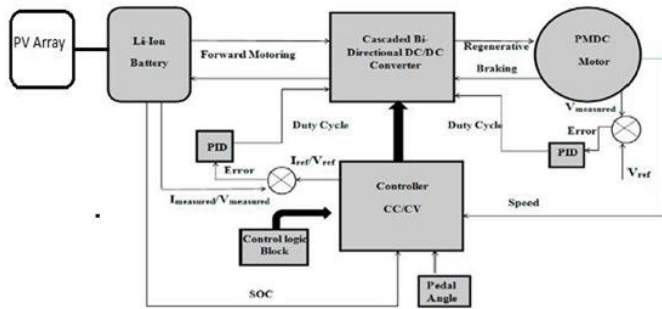 PV Array
Li-Ion
Battery
Forward Motoring
Cascaded Bi-
Directional DC/DC
Converter
Regenerative
Braking
PMDC
Motor
V measured
Duty Cycle
Duty Cycle
PID
Error
Iref/Vref
Error
PID
Vref
Imeasured/Vmeasured
Controller
CC/CV
Speed
Control logic
Block
SOC
Pedal
Angle